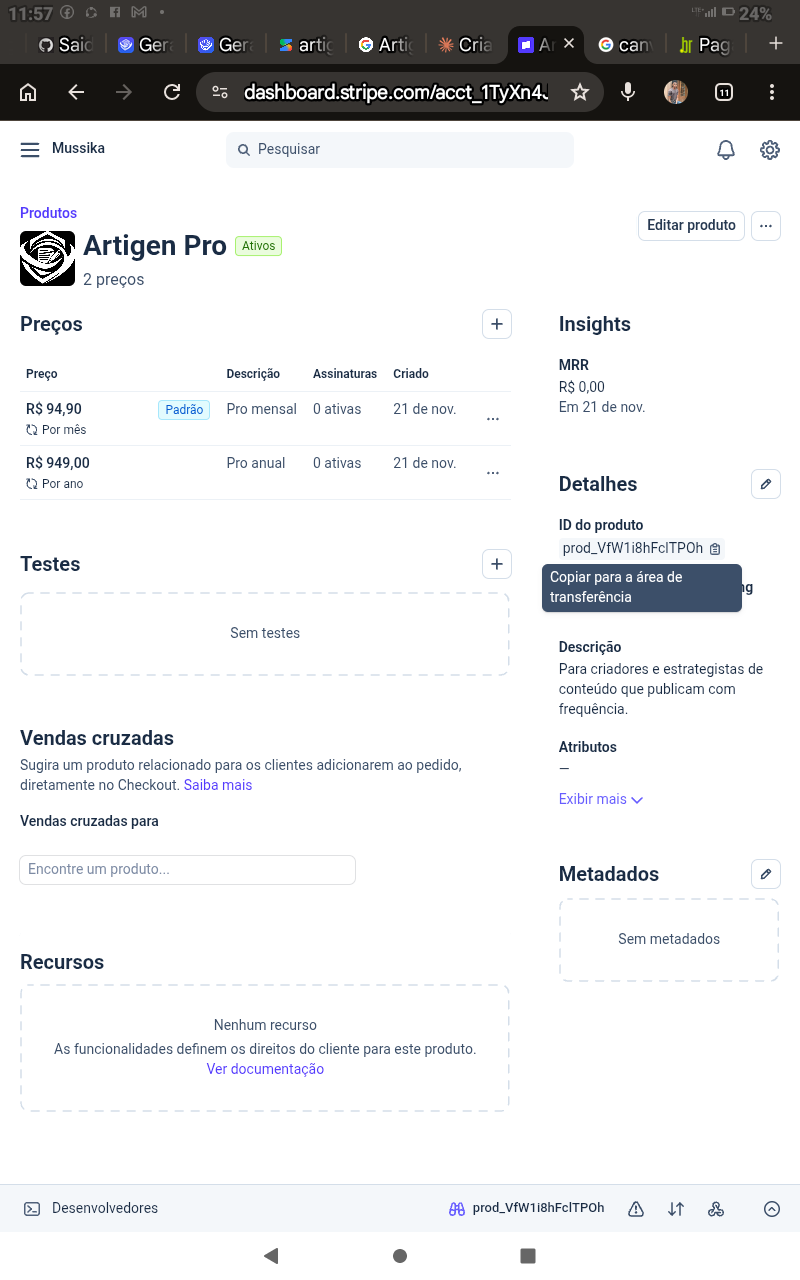 11:57
24%
Said
Gera
Gera
artig
Artig
Cria
Ar
can
Pag
dashboard.stripe.com/acct_1TyXn4J
11
Mussika
Pesquisar
Produtos
Artigen Pro Ativos
2 preços
Editar produto
Preços
Preço Descrição Assinaturas Criado
R$ 94,90 Padrão Pro mensal 0 ativas 21 de nov.
Por mês
R$ 949,00 Pro anual 0 ativas 21 de nov.
Por ano
Testes
Sem testes
Vendas cruzadas
Sugira um produto relacionado para os clientes adicionarem ao pedido,
diretamente no Checkout. Saiba mais
Vendas cruzadas para
Encontre um produto...
Recursos
Nenhum recurso
As funcionalidades definem os direitos do cliente para este produto.
Ver documentação
Insights
MRR
R$ 0,00
Em 21 de nov.
Detalhes
ID do produto
prod_VfW1i8hFclTPOh
Copiar para a área de
transferência
Descrição
Para criadores e estrategistas de
conteúdo que publicam com
frequência.
Atributos
—
Exibir mais
Metadados
Sem metadados
Desenvolvedores
prod_VfW1i8hFclTPOh